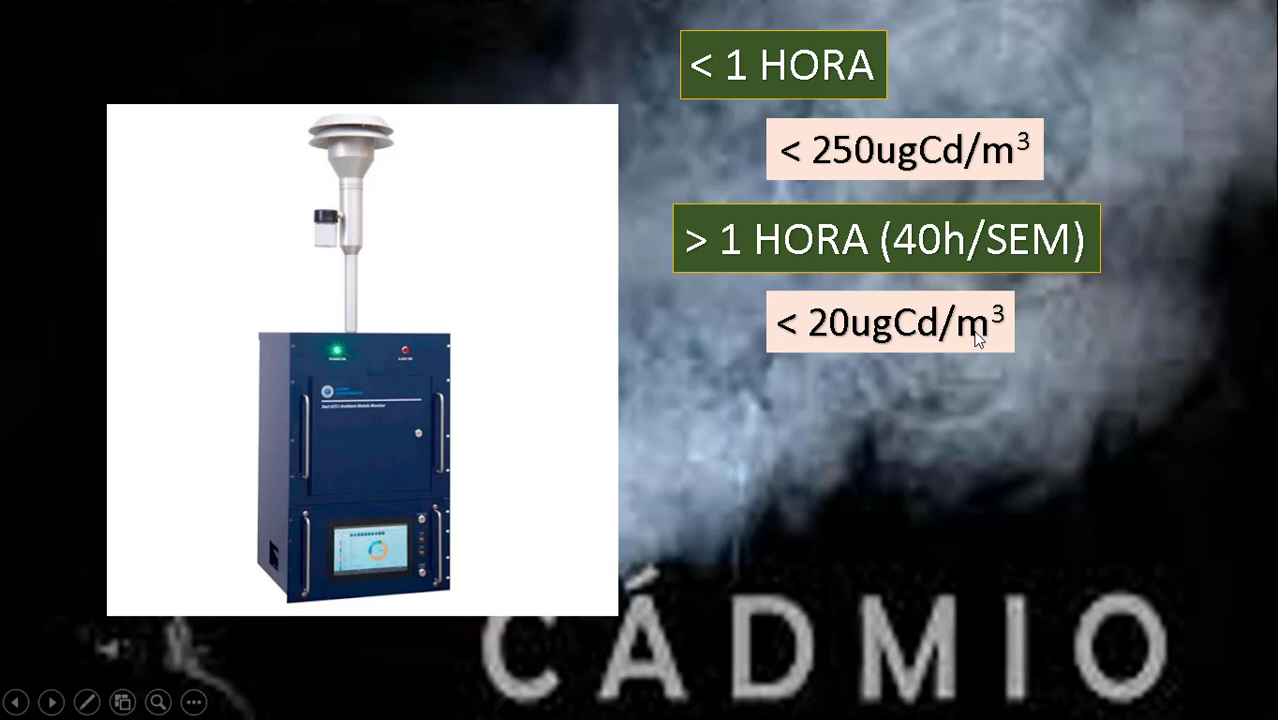 < 1 HORA
< 250ugCd/m³
> 1 HORA (40h/SEM)
< 20ugCd/m³
CÁDMIO